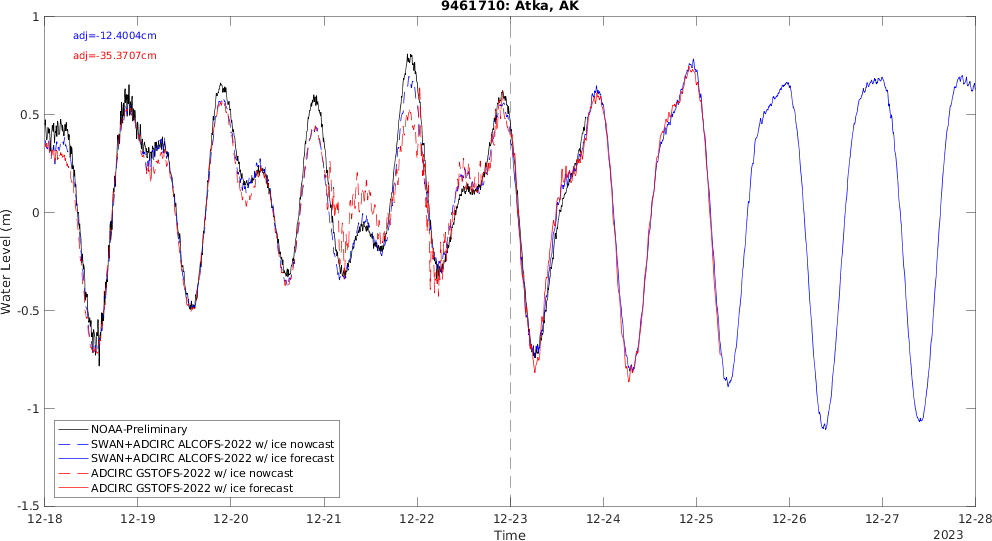 9461710: Atka, AK
adj=-12.4004cm
adj=-35.3707cm
1
0.5
0
-0.5
-1
-1.5
Water Level (m)
NOAA-Preliminary
SWAN+ADCIRC ALCOFS-2022 w/ ice nowcast
SWAN+ADCIRC ALCOFS-2022 w/ ice forecast
ADCIRC GSTOFS-2022 w/ ice nowcast
ADCIRC GSTOFS-2022 w/ ice forecast
12-18 12-19 12-20 12-21 12-22 12-23 12-24 12-25 12-26 12-27 12-28
Time
2023